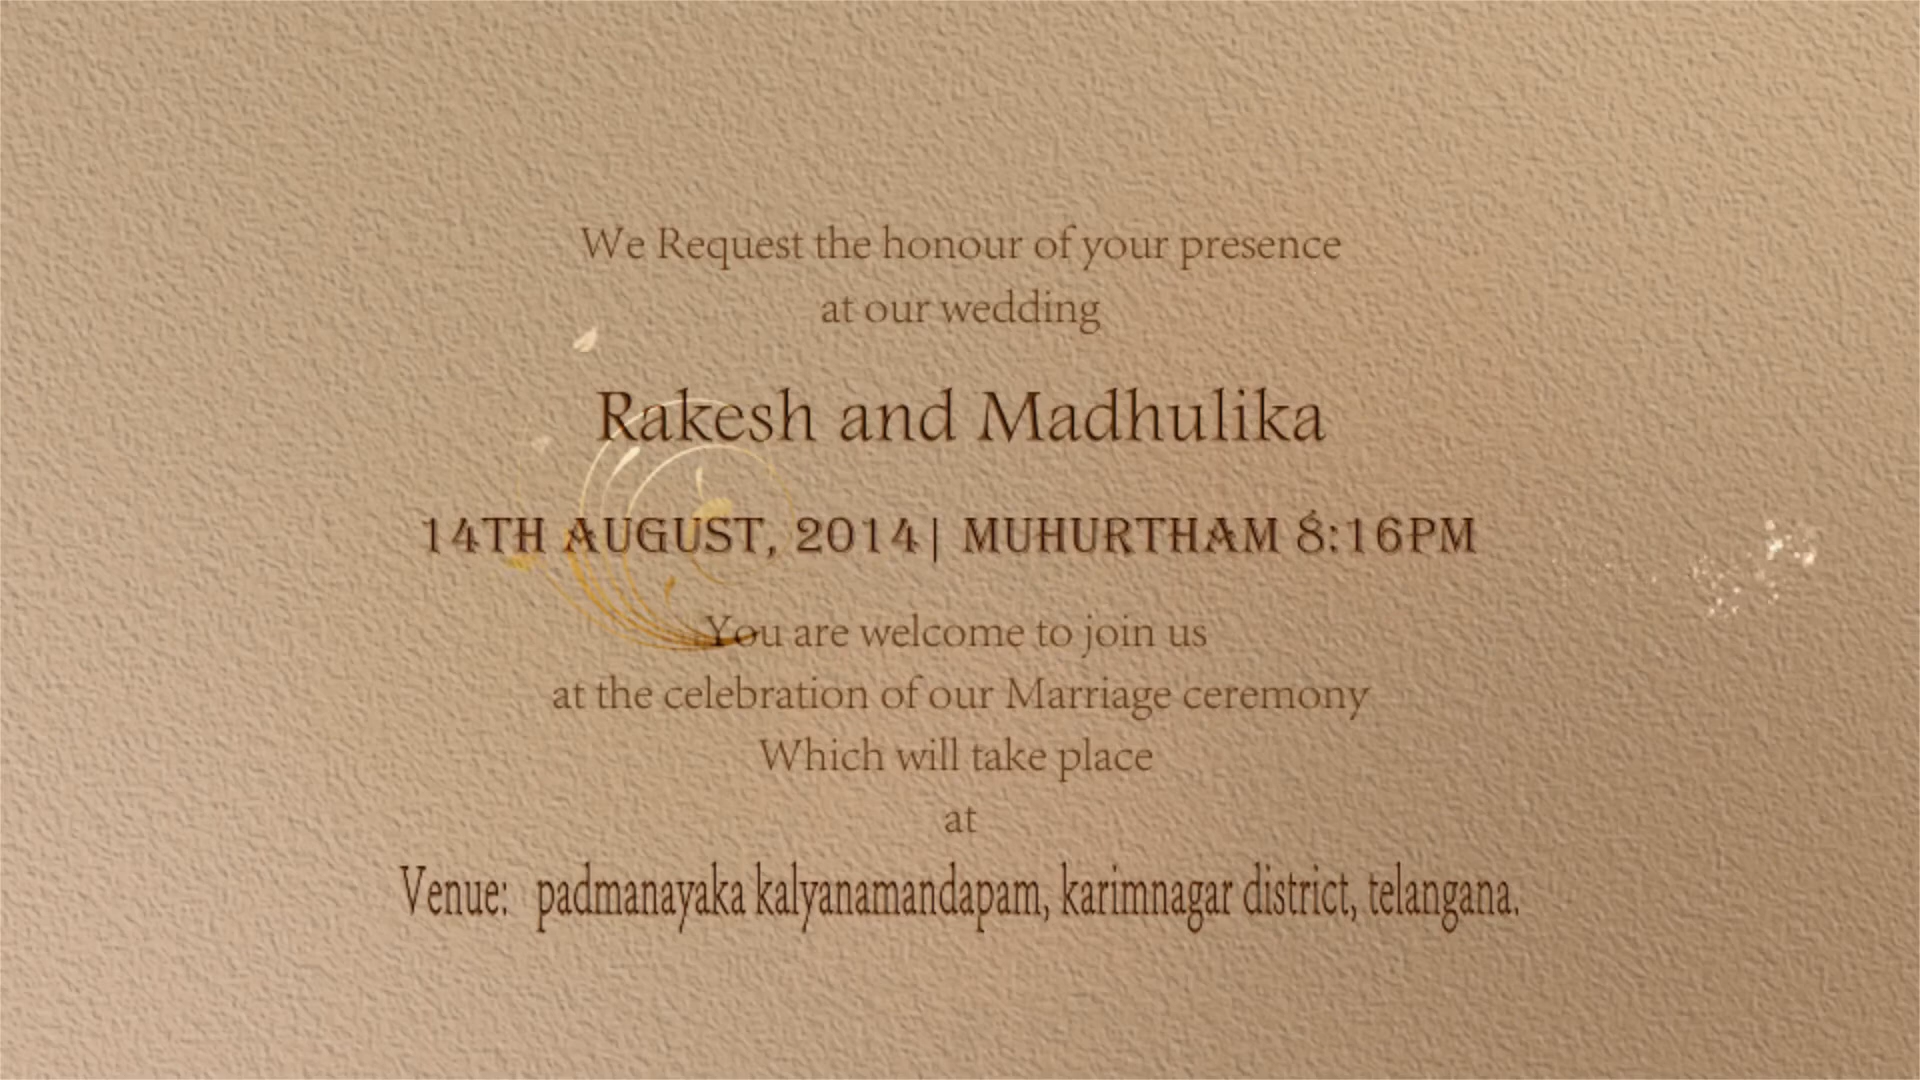 We Request the honour of your presence
at our wedding
Rakesh and Madhulika
14TH AUGUST, 2014| MUHURTHAM 8:16PM
You are welcome to join us
at the celebration of our Marriage ceremony
Which will take place
at
Venue: padmanayaka kalyanamandapam, karimnagar district, telangana.